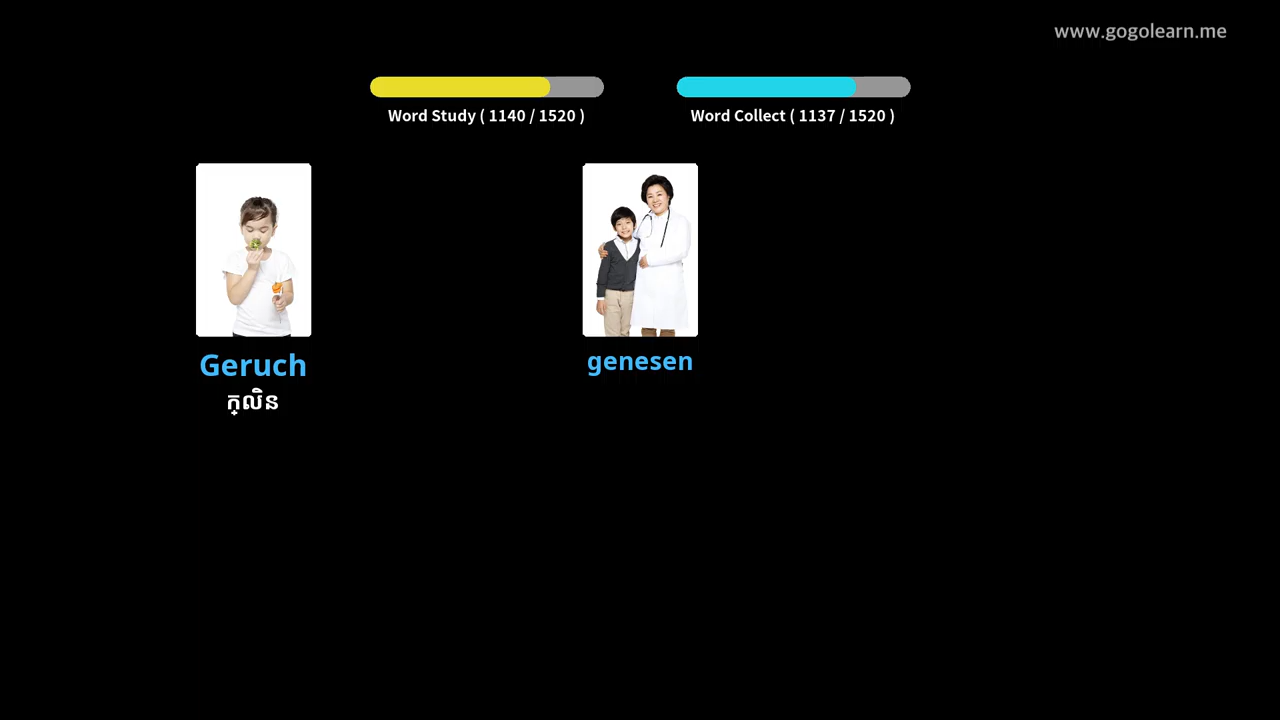 www.gogolearn.me
Word Study ( 1140 / 1520 )
Word Collect ( 1137 / 1520 )
Geruch
genesen
ក្លិន